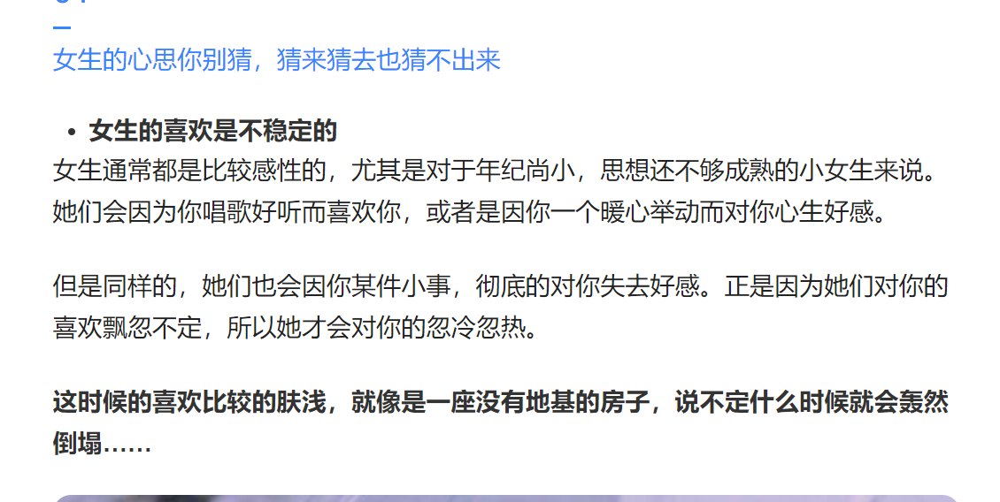 女生的心思你别猜，猜来猜去也猜不出来
• 女生的喜欢是不稳定的
女生通常都是比较感性的，尤其是对于年纪尚小，思想还不够成熟的小女生来说。
她们会因为你唱歌好听而喜欢你，或者是因你一个暖心举动而对你心生好感。
但是同样的，她们也会因你某件小事，彻底的对你失去好感。正是因为她们对你的
喜欢飘忽不定，所以她才会对你的忽冷忽热。
这时候的喜欢比较的肤浅，就像是一座没有地基的房子，说不定什么时候就会轰然
倒塌……